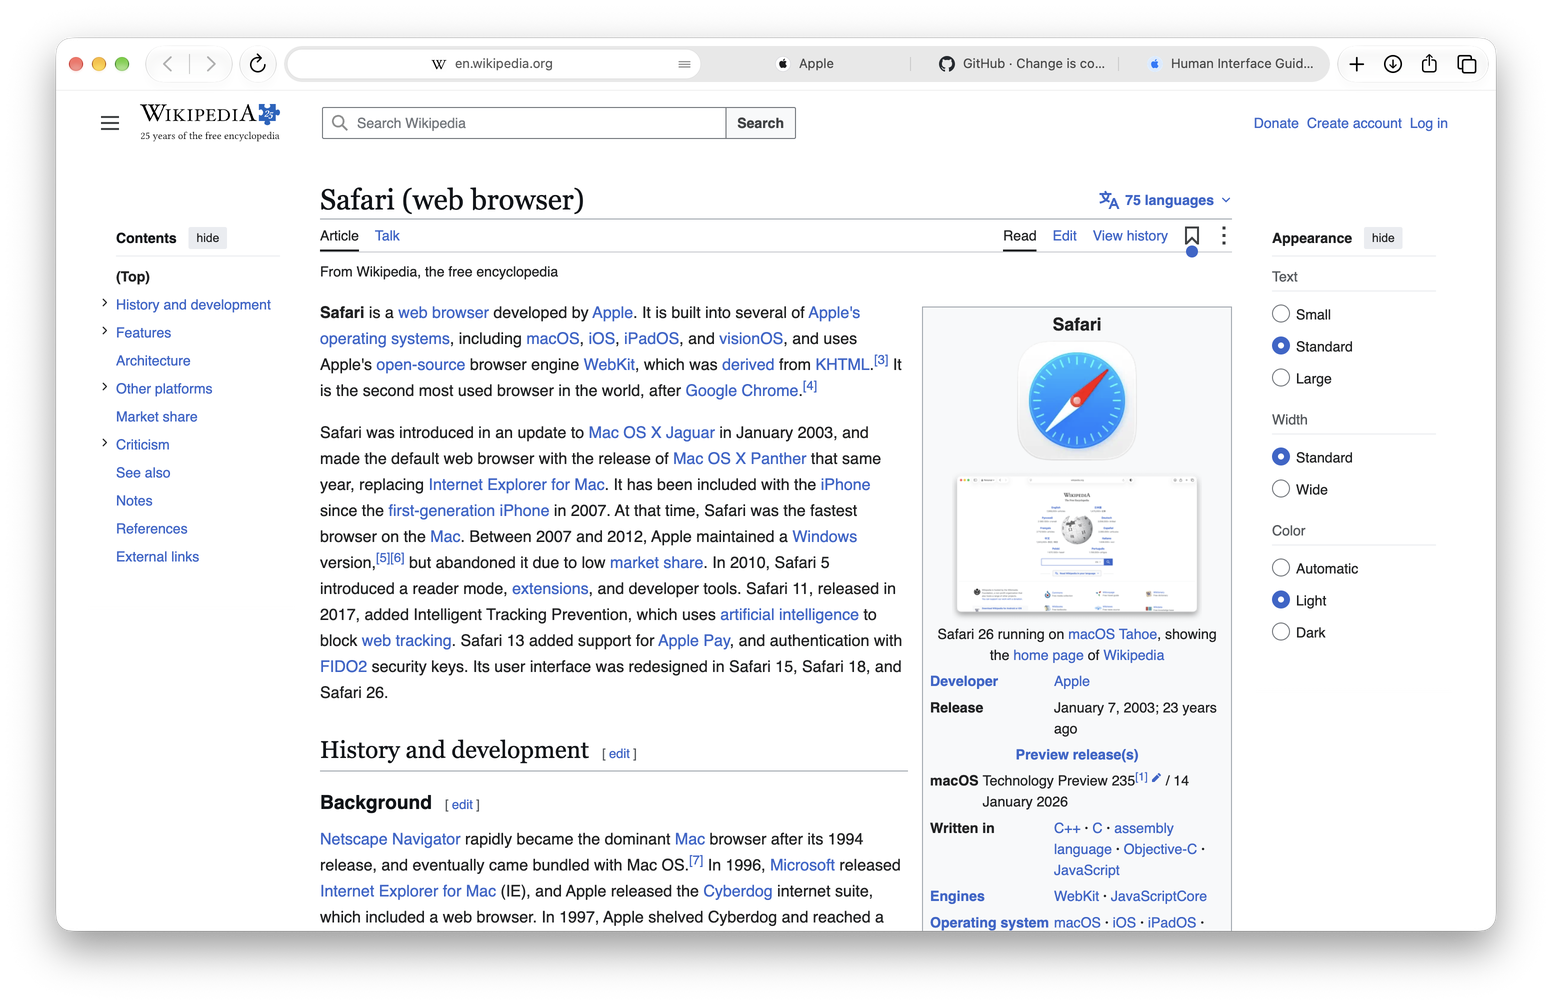 en.wikipedia.org
Apple
GitHub · Change is co...
Human Interface Guid...
WIKIPEDIA 25
25 years of the free encyclopedia
Search Wikipedia
Search
Donate Create account Log in
Safari (web browser)
75 languages
Contents hide
(Top)
History and development
Features
Architecture
Other platforms
Market share
Criticism
See also
Notes
References
External links
Article Talk
Read Edit View history
From Wikipedia, the free encyclopedia
Safari is a web browser developed by Apple. It is built into several of Apple's
operating systems, including macOS, iOS, iPadOS, and visionOS, and uses
Apple's open-source browser engine WebKit, which was derived from KHTML.[3] It
is the second most used browser in the world, after Google Chrome.[4]
Safari was introduced in an update to Mac OS X Jaguar in January 2003, and
made the default web browser with the release of Mac OS X Panther that same
year, replacing Internet Explorer for Mac. It has been included with the iPhone
since the first-generation iPhone in 2007. At that time, Safari was the fastest
browser on the Mac. Between 2007 and 2012, Apple maintained a Windows
version,[5][6] but abandoned it due to low market share. In 2010, Safari 5
introduced a reader mode, extensions, and developer tools. Safari 11, released in
2017, added Intelligent Tracking Prevention, which uses artificial intelligence to
block web tracking. Safari 13 added support for Apple Pay, and authentication with
FIDO2 security keys. Its user interface was redesigned in Safari 15, Safari 18, and
Safari 26.
History and development [ edit ]
Background [ edit ]
Netscape Navigator rapidly became the dominant Mac browser after its 1994
release, and eventually came bundled with Mac OS.[7] In 1996, Microsoft released
Internet Explorer for Mac (IE), and Apple released the Cyberdog internet suite,
which included a web browser. In 1997, Apple shelved Cyberdog and reached a
Safari
WIKIPEDIA
Safari 26 running on macOS Tahoe, showing
the home page of Wikipedia
Developer Apple
Release January 7, 2003; 23 years
ago
Preview release(s)
macOS Technology Preview 235[1] / 14
January 2026
Written in C++ · C · assembly
language · Objective-C ·
JavaScript
Engines WebKit · JavaScriptCore
Operating system macOS · iOS · iPadOS ·
Appearance hide
Text
Small
Standard
Large
Width
Standard
Wide
Color
Automatic
Light
Dark